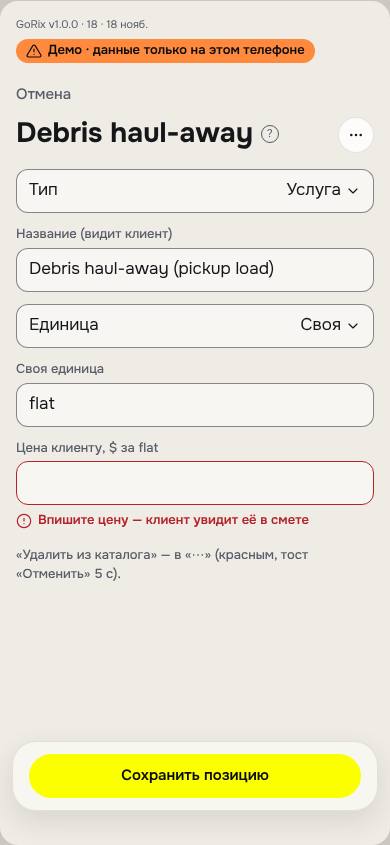 GoRix v1.0.0 · 18 · 18 нояб.
Демо · данные только на этом телефоне
Отмена
Debris haul-away ?
Тип Услуга
Название (видит клиент)
Debris haul-away (pickup load)
Единица Своя
Своя единица
flat
Цена клиенту, $ за flat
Впишите цену — клиент увидит её в смете
«Удалить из каталога» — в «···» (красным, тост
«Отменить» 5 с).
Сохранить позицию